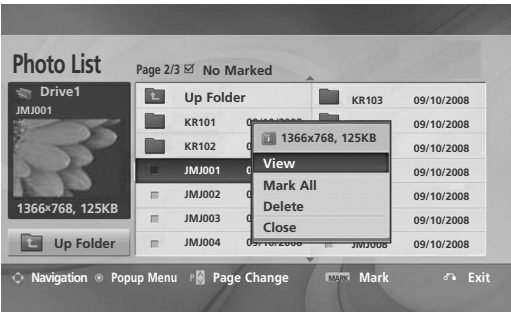 Photo List
Page 2/3 No Marked
Drive1
JMJ001
1366×768, 125KB
Up Folder
Up Folder
KR101
KR102
JMJ001
JMJ002
JMJ003
JMJ004
KR103 09/10/2008
09/10/2008
09/10/2008
09/10/2008
09/10/2008
09/10/2008
JMJ008 09/10/2008
1366x768, 125KB
View
Mark All
Delete
Close
Navigation Popup Menu P Page Change MARK Mark Exit